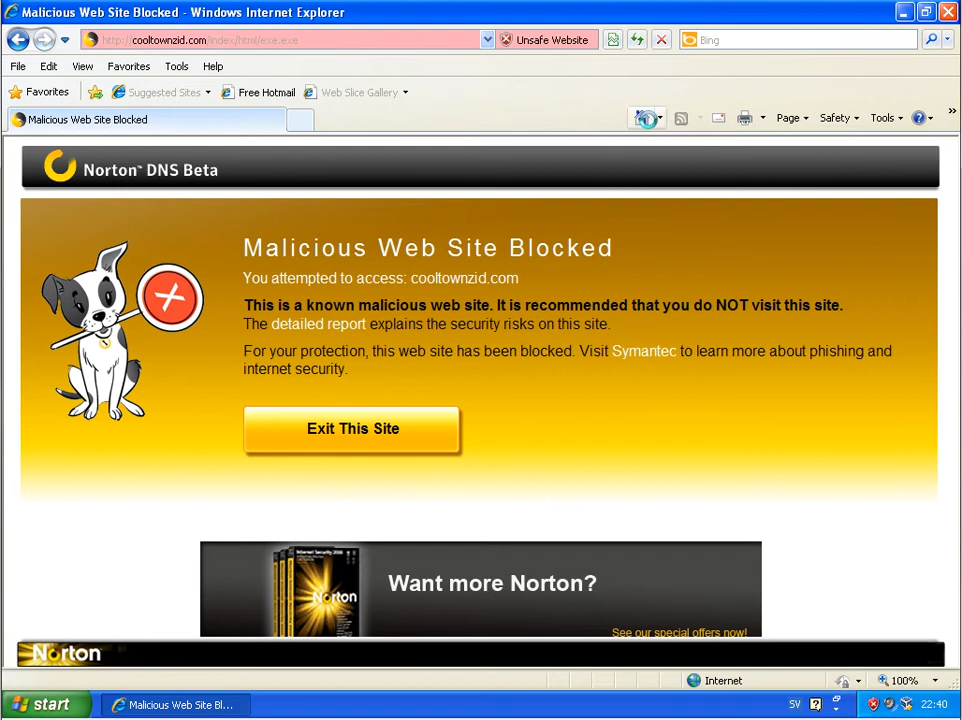 Malicious Web Site Blocked - Windows Internet Explorer
http://cooltownzid.com/index/html/exe.exe
Unsafe Website
Bing
File Edit View Favorites Tools Help
Favorites Suggested Sites Free Hotmail Web Slice Gallery
Malicious Web Site Blocked
Page Safety Tools »
Norton™ DNS Beta
Malicious Web Site Blocked
You attempted to access: cooltownzid.com
This is a known malicious web site. It is recommended that you do NOT visit this site.
The detailed report explains the security risks on this site.
For your protection, this web site has been blocked. Visit Symantec to learn more about phishing and
internet security.
Exit This Site
Internet Security 2010
Norton
Want more Norton?
See our special offers now!
Norton
Internet 100%
start Malicious Web Site Bl... SV 22:40